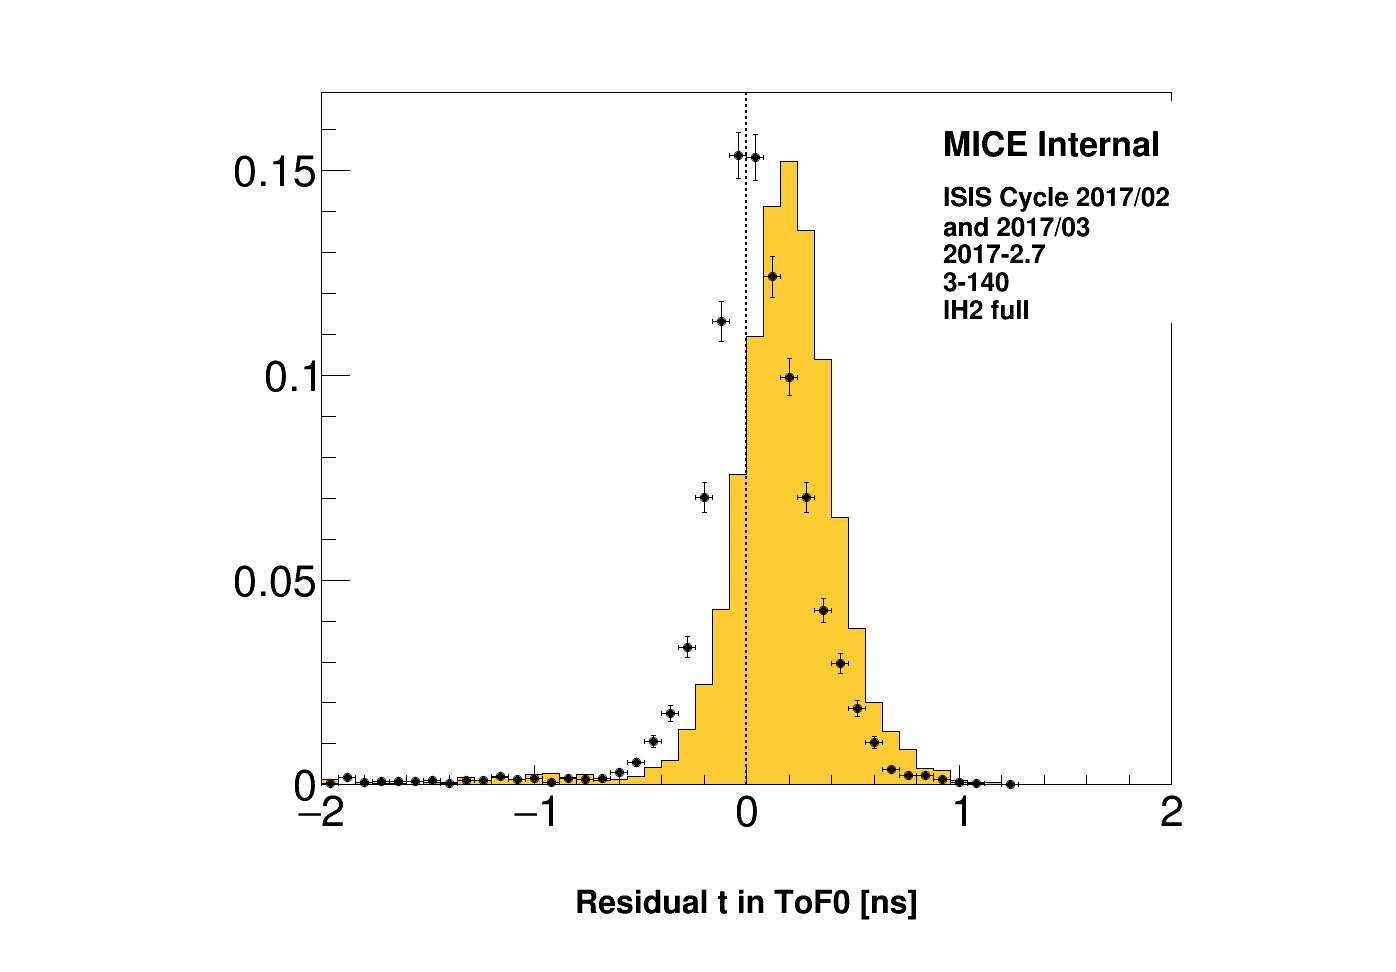 MICE Internal
ISIS Cycle 2017/02
and 2017/03
2017-2.7
3-140
IH2 full
0.15
0.1
0.05
0
−2 −1 0 1 2
Residual t in ToF0 [ns]